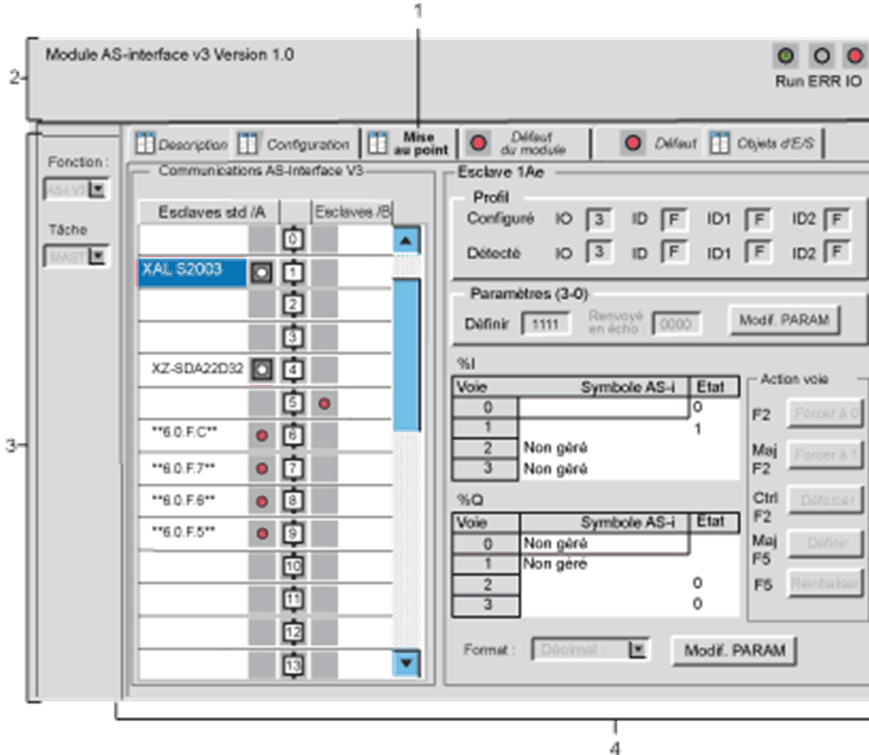 1
Module AS-interface v3 Version 1.0
2
Run ERR IO
Fonction :
AS-i V3
Tâche
MAST
3
Description
Configuration
Mise
au point
Défaut
du module
Défaut
Objets d'E/S
Communications AS-Interface V3
Esclaves std /A
Esclaves /B
0
XAL S2003
1
2
3
XZ-SDA22D32
4
5
**6.0.F.C**
6
**6.0.F.7**
7
**6.0.F.6**
8
**6.0.F.5**
9
10
11
12
13
Esclave 1Ae
Profil
Configuré IO 3 ID F ID1 F ID2 F
Détecté IO 3 ID F ID1 F ID2 F
Paramètres (3-0)
Définir 1111 Renvoyé
en écho : 0000 Modif. PARAM
%I
Voie Symbole AS-i Etat
0 0
1 1
2 Non géré
3 Non géré
%Q
Voie Symbole AS-i Etat
0 Non géré
1 Non géré
2 0
3 0
Action voie
F2 Forcer à 0
Maj
F2 Forcer à 1
Ctrl
F2 Déforcer
Maj
F5 Définir
F5 Réinitialiser
Format : Décimal : Modif. PARAM
4